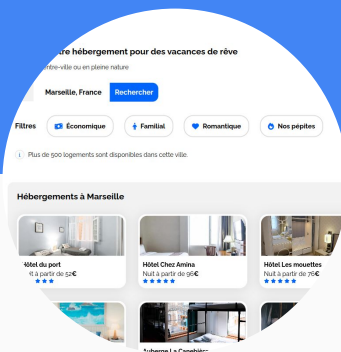 hébergement pour des vacances de rêve
centre-ville ou en pleine nature
Marseille, France Rechercher
Filtres Économique Familial Romantique Nos pépites
Plus de 500 logements sont disponibles dans cette ville
Hébergements à Marseille
Hôtel du port Hôtel Chez Amina Hôtel Les mouettes
à partir de 52€ Nuit à partir de 96€ Nuit à partir de 76€
Auberge La Canebière